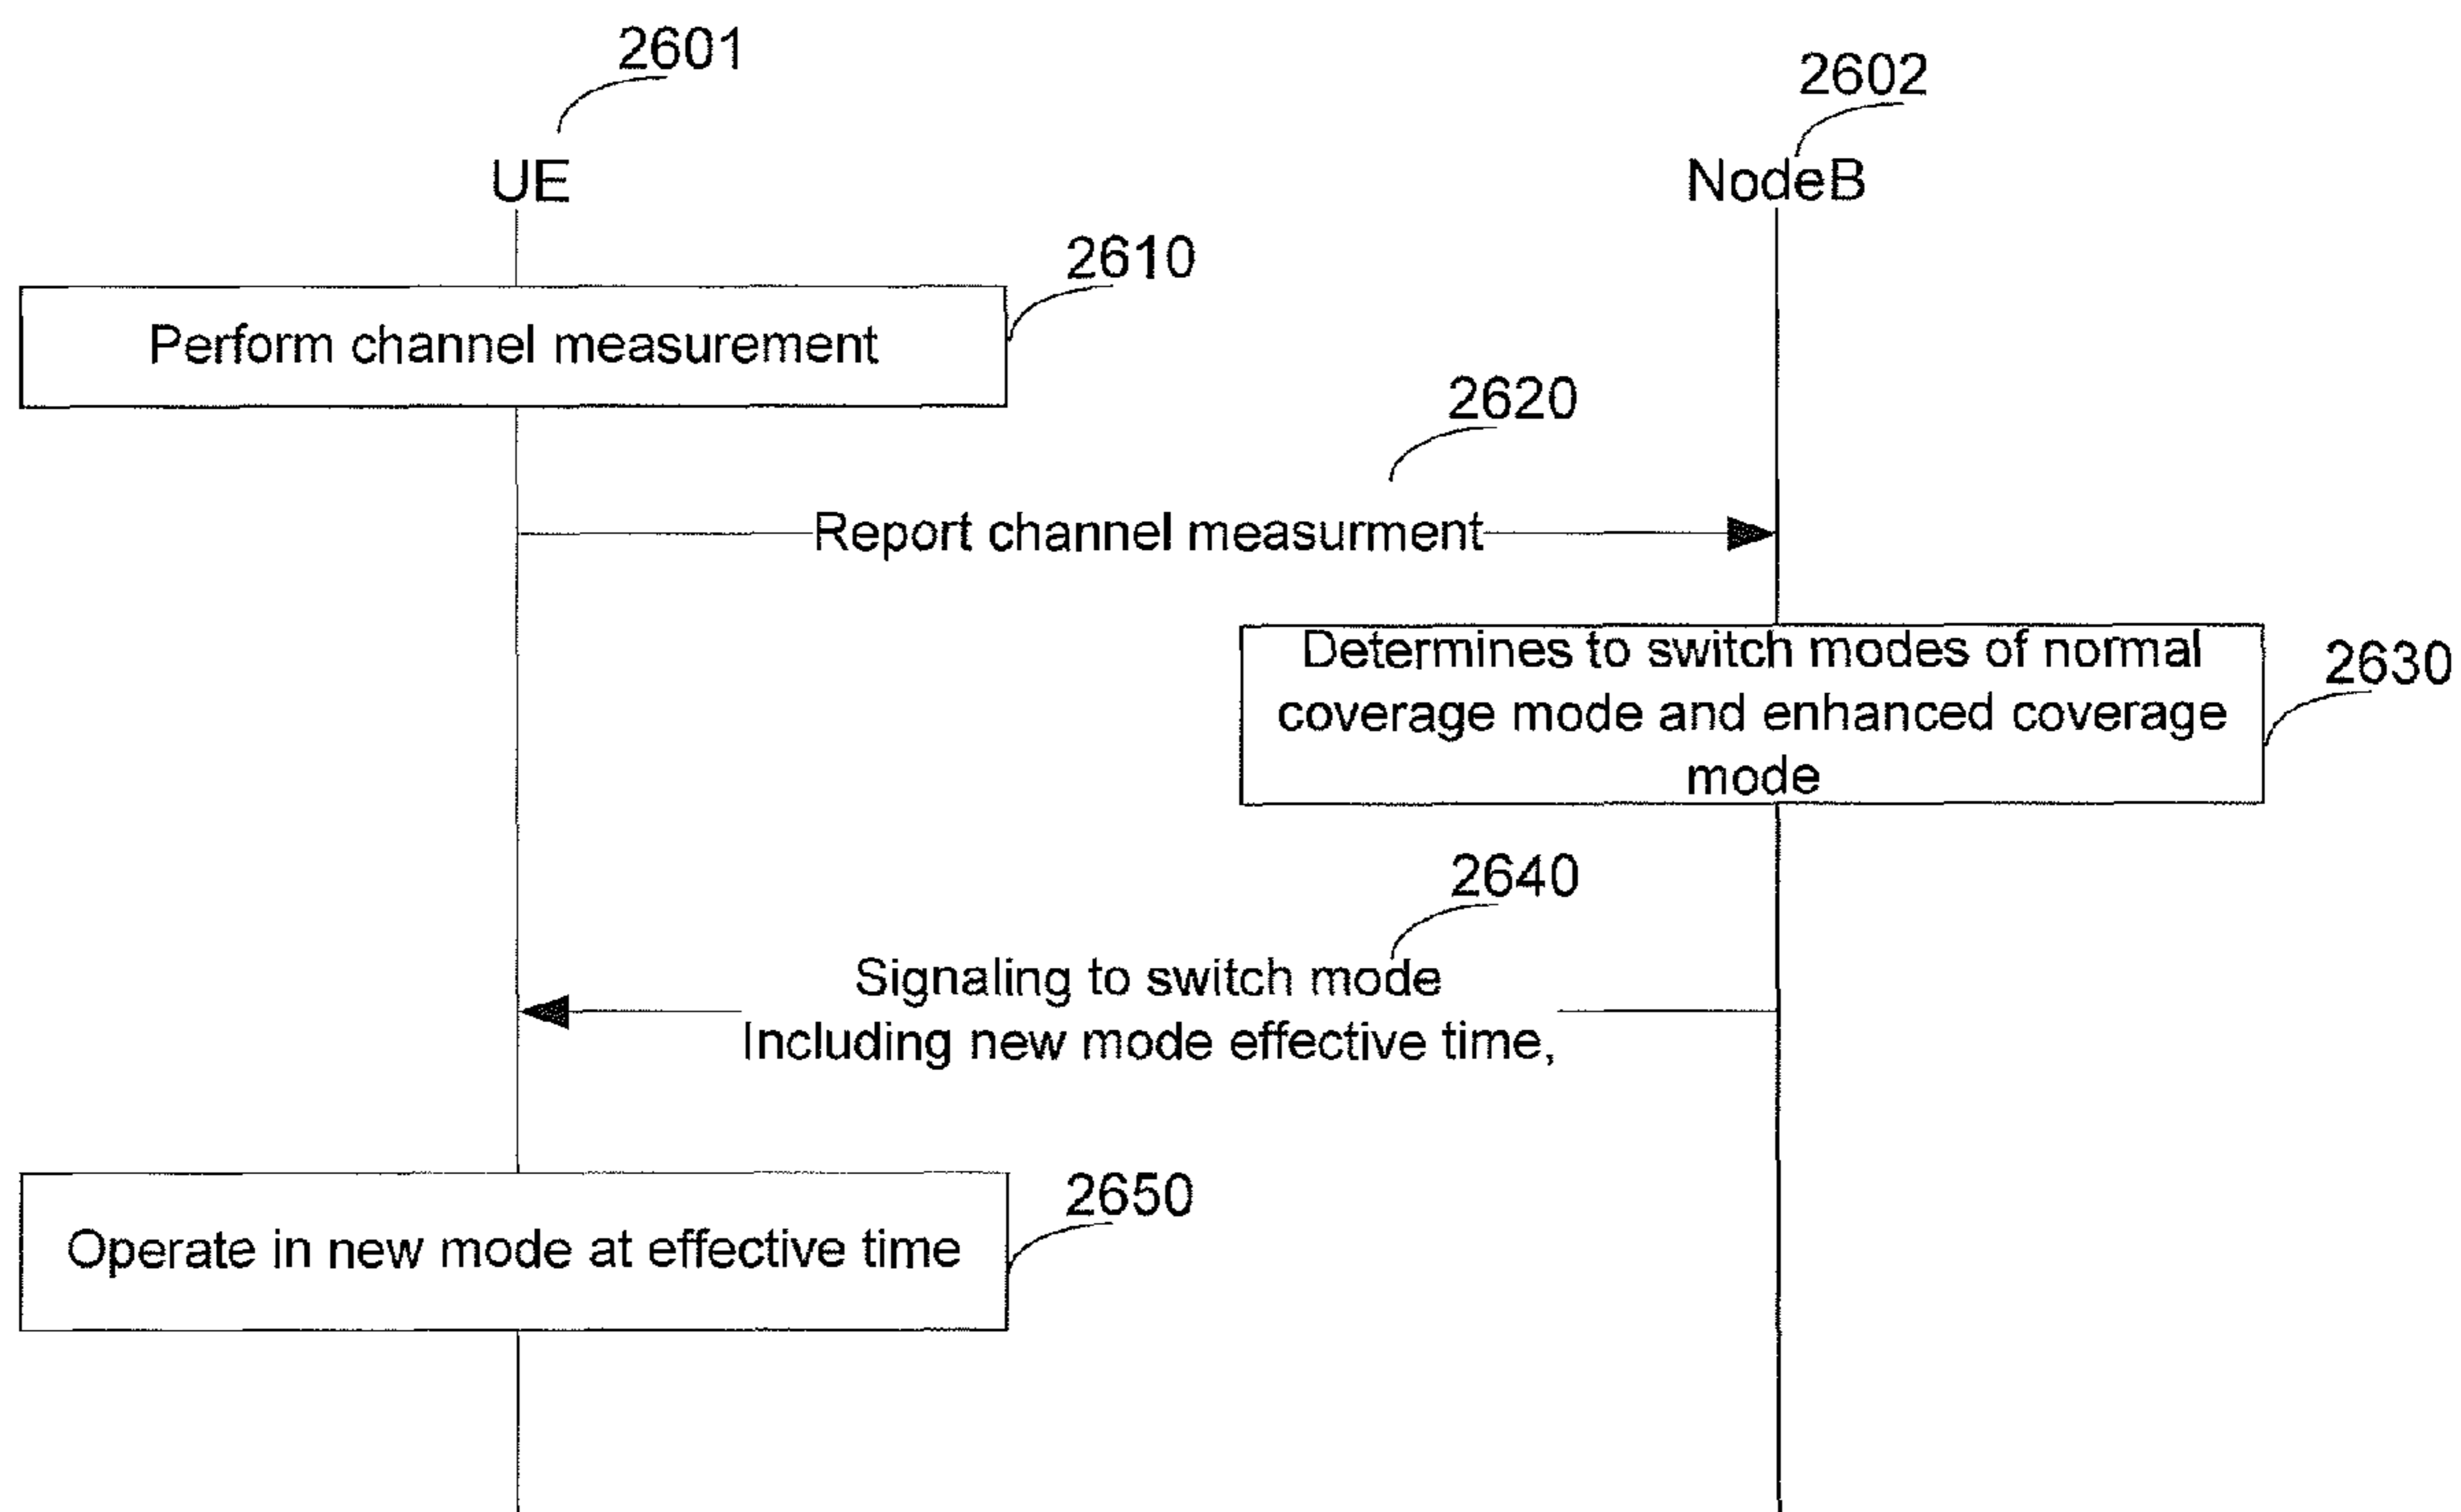 2601
2602
UE
NodeB
2610
Perform channel measurement
2620
Report channel measurment
Determines to switch modes of normal
coverage mode and enhanced coverage
mode
2630
2640
Signaling to switch mode
Including new mode effective time,
2650
Operate in new mode at effective time